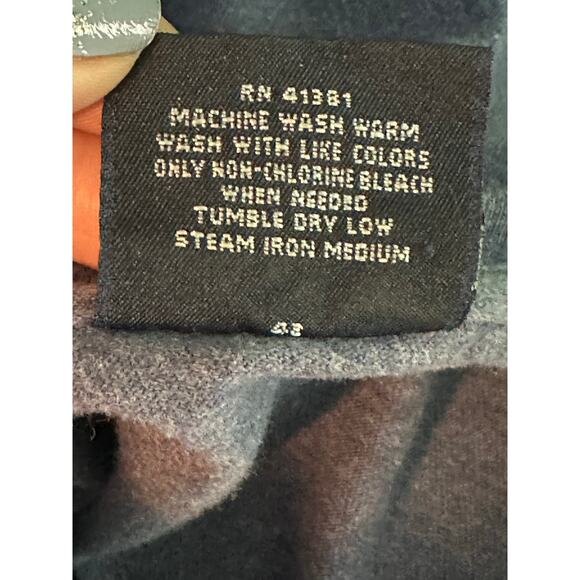 RN 41381
MACHINE WASH WARM
WASH WITH LIKE COLORS
ONLY NON-CHLORINE BLEACH
WHEN NEEDED
TUMBLE DRY LOW
STEAM IRON MEDIUM